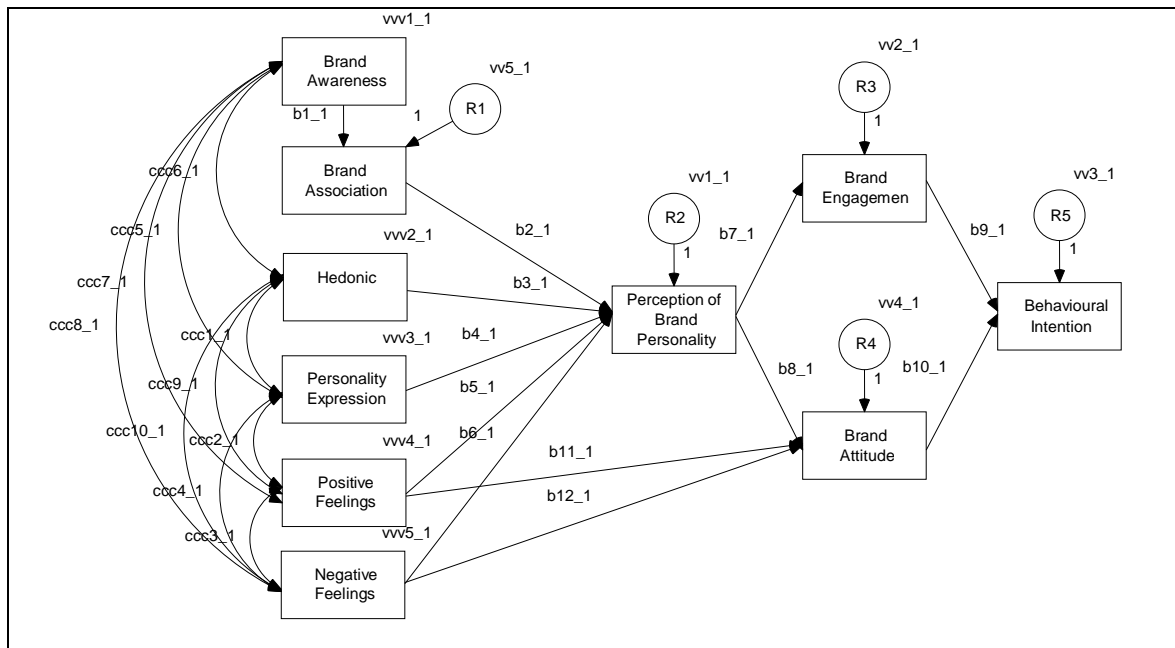 vvv1_1
Brand
Awareness
b1_1
1
vv5_1
R1
Brand
Association
vvv2_1
Hedonic
vvv3_1
Personality
Expression
vvv4_1
Positive
Feelings
vvv5_1
Negative
Feelings
ccc6_1
ccc5_1
ccc7_1
ccc8_1
ccc1_1
ccc9_1
ccc10_1
ccc2_1
ccc4_1
ccc3_1
b2_1
b3_1
b4_1
b5_1
b6_1
b11_1
b12_1
vv1_1
R2
1
Perception of
Brand
Personality
b7_1
b8_1
vv2_1
R3
1
Brand
Engagemen
vv4_1
R4
1
Brand
Attitude
b9_1
b10_1
vv3_1
R5
1
Behavioural
Intention